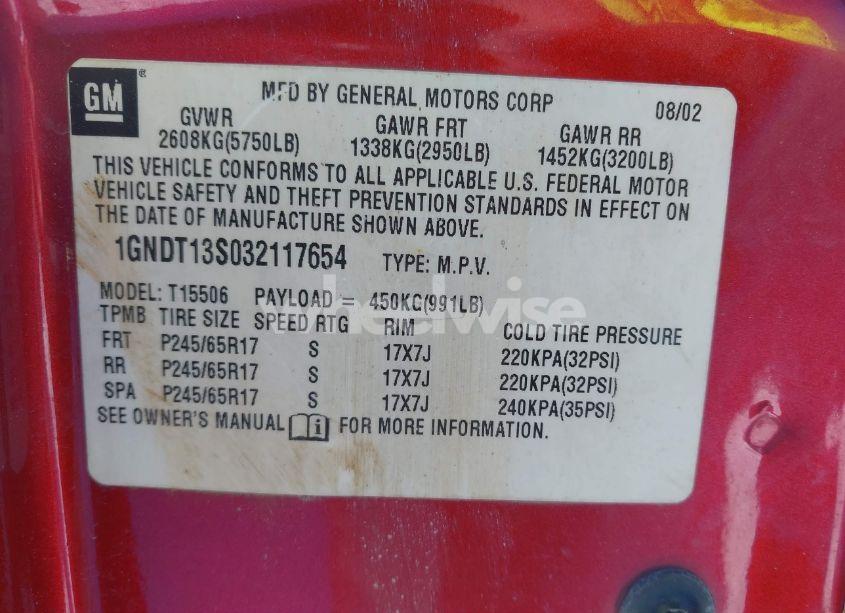 GM
MFD BY GENERAL MOTORS CORP 08/02
GVWR GAWR FRT GAWR RR
2608KG(5750LB) 1338KG(2950LB) 1452KG(3200LB)
THIS VEHICLE CONFORMS TO ALL APPLICABLE U.S. FEDERAL MOTOR
VEHICLE SAFETY AND THEFT PREVENTION STANDARDS IN EFFECT ON
THE DATE OF MANUFACTURE SHOWN ABOVE.
1GNDT13S032117654 TYPE: M.P.V.
MODEL: T15506 PAYLOAD = 450KG(991LB)
TPMB TIRE SIZE SPEED RTG RIM COLD TIRE PRESSURE
FRT P245/65R17 S 17X7J 220KPA(32PSI)
RR P245/65R17 S 17X7J 220KPA(32PSI)
SPA P245/65R17 S 17X7J 240KPA(35PSI)
SEE OWNER'S MANUAL i FOR MORE INFORMATION.
wheelwise